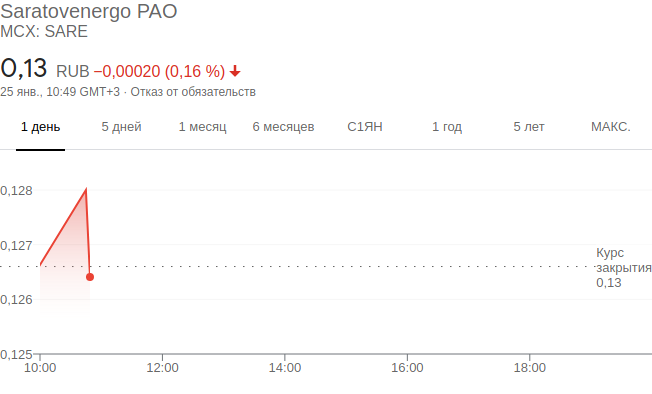 Saratovenergo PAO
MCX: SARE
0,13 RUB −0,00020 (0,16 %)
25 янв., 10:49 GMT+3 · Отказ от обязательств
1 день 5 дней 1 месяц 6 месяцев С1ЯН 1 год 5 лет МАКС.
0,128
0,127
Курс
закрытия
0,13
0,126
0,125
10:00 12:00 14:00 16:00 18:00